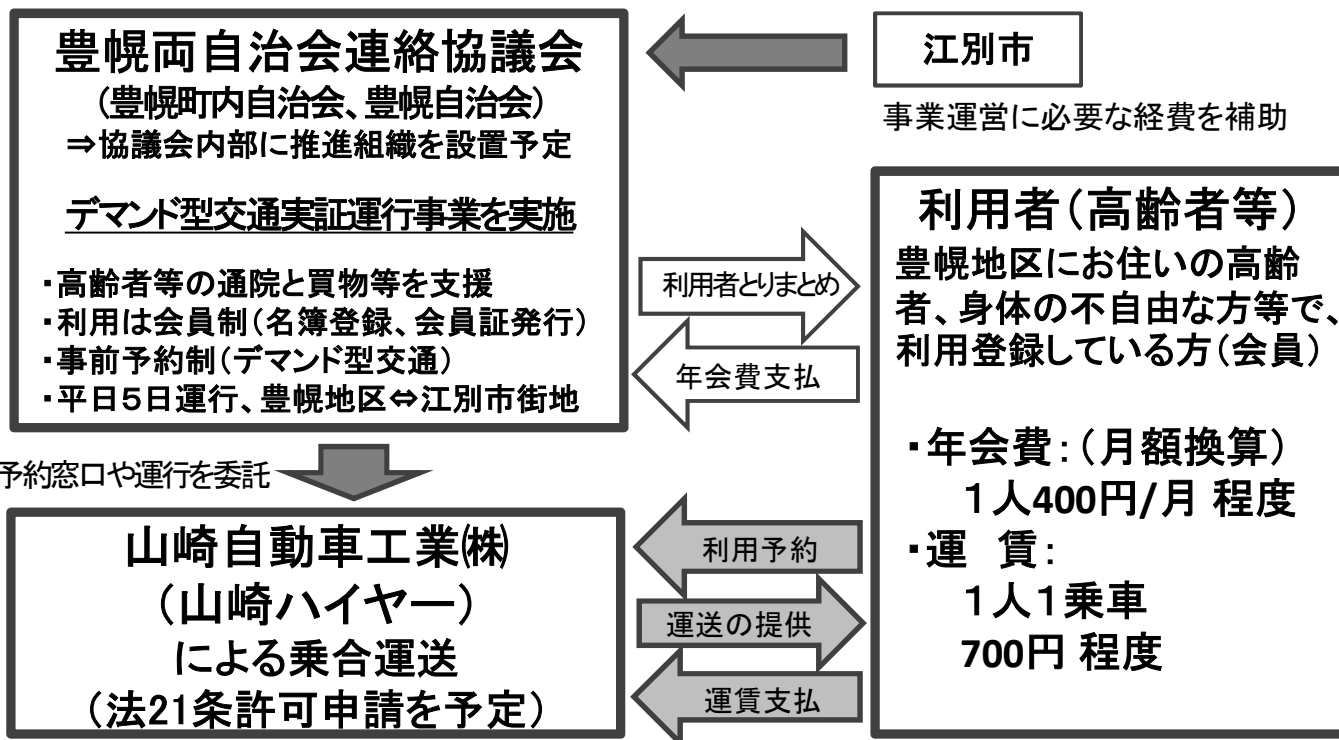 豊幌両自治会連絡協議会
(豊幌町内自治会、豊幌自治会)
⇒協議会内部に推進組織を設置予定
デマンド型交通実証運行事業を実施
・高齢者等の通院と買物等を支援
・利用は会員制(名簿登録、会員証発行)
・事前予約制(デマンド型交通)
・平日5日運行、豊幌地区⇔江別市街地
江別市
事業運営に必要な経費を補助
利用者とりまとめ
年会費支払
利用者(高齢者等)
豊幌地区にお住いの高齢
者、身体の不自由な方等で、
利用登録している方(会員)
・年会費:(月額換算)
1人400円/月 程度
・運 賃:
1人1乗車
700円 程度
予約窓口や運行を委託
山崎自動車工業㈱
(山崎ハイヤー)
による乗合運送
(法21条許可申請を予定)
利用予約
運送の提供
運賃支払